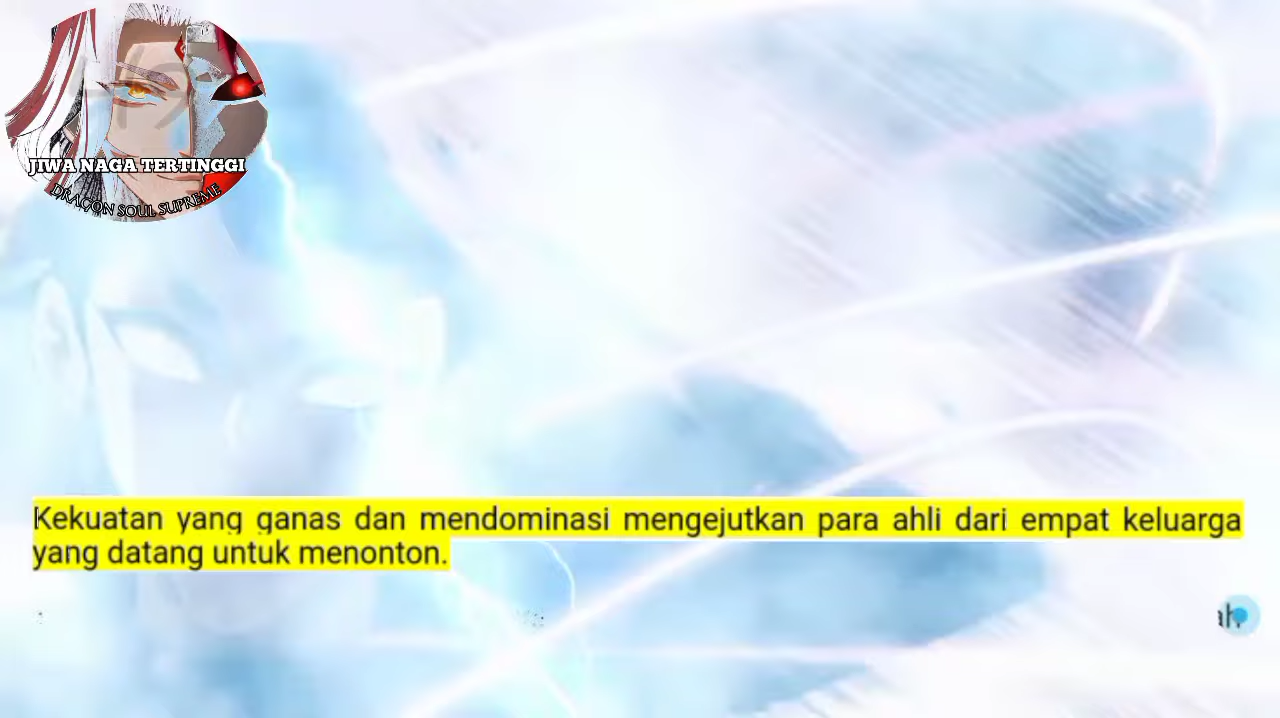 JIWA NAGA TERTINGGI
DRAGON SOUL SUPREME
Kekuatan yang ganas dan mendominasi mengejutkan para ahli dari empat keluarga
yang datang untuk menonton.